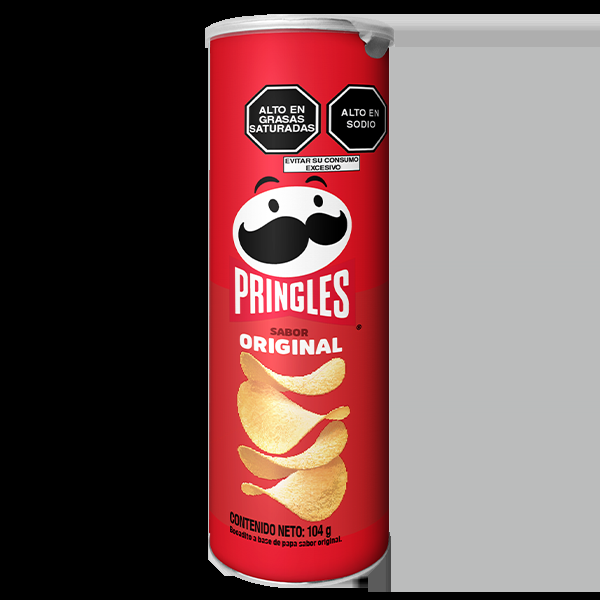 ALTO EN
GRASAS
SATURADAS
ALTO EN
SODIO
EVITAR SU CONSUMO
EXCESIVO
PRINGLES
SABOR
ORIGINAL
CONTENIDO NETO: 104 g
Bocadito a base de papa sabor original.